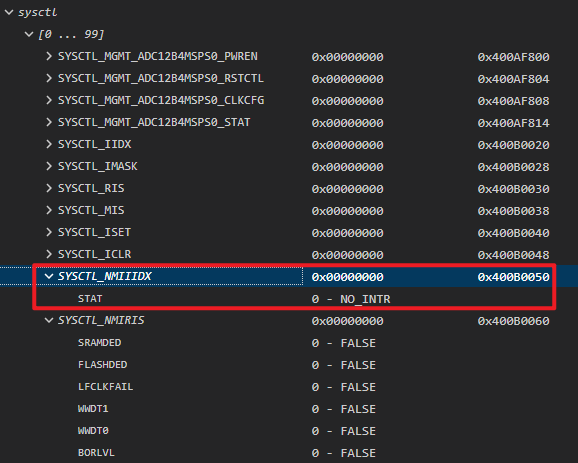 sysctl
[0 ... 99]
SYSCTL_MGMT_ADC12B4MSPS0_PWREN 0x00000000 0x400AF800
SYSCTL_MGMT_ADC12B4MSPS0_RSTCTL 0x00000000 0x400AF804
SYSCTL_MGMT_ADC12B4MSPS0_CLKCFG 0x00000000 0x400AF808
SYSCTL_MGMT_ADC12B4MSPS0_STAT 0x00000000 0x400AF814
SYSCTL_IIDX 0x00000000 0x400B0020
SYSCTL_IMASK 0x00000000 0x400B0028
SYSCTL_RIS 0x00000000 0x400B0030
SYSCTL_MIS 0x00000000 0x400B0038
SYSCTL_ISET 0x00000000 0x400B0040
SYSCTL_ICLR 0x00000000 0x400B0048
SYSCTL_NMIIIDX 0x00000000 0x400B0050
STAT 0 - NO_INTR
SYSCTL_NMIRIS 0x00000000 0x400B0060
SRAMDED 0 - FALSE
FLASHDED 0 - FALSE
LFCLKFAIL 0 - FALSE
WWDT1 0 - FALSE
WWDT0 0 - FALSE
BORLVL 0 - FALSE